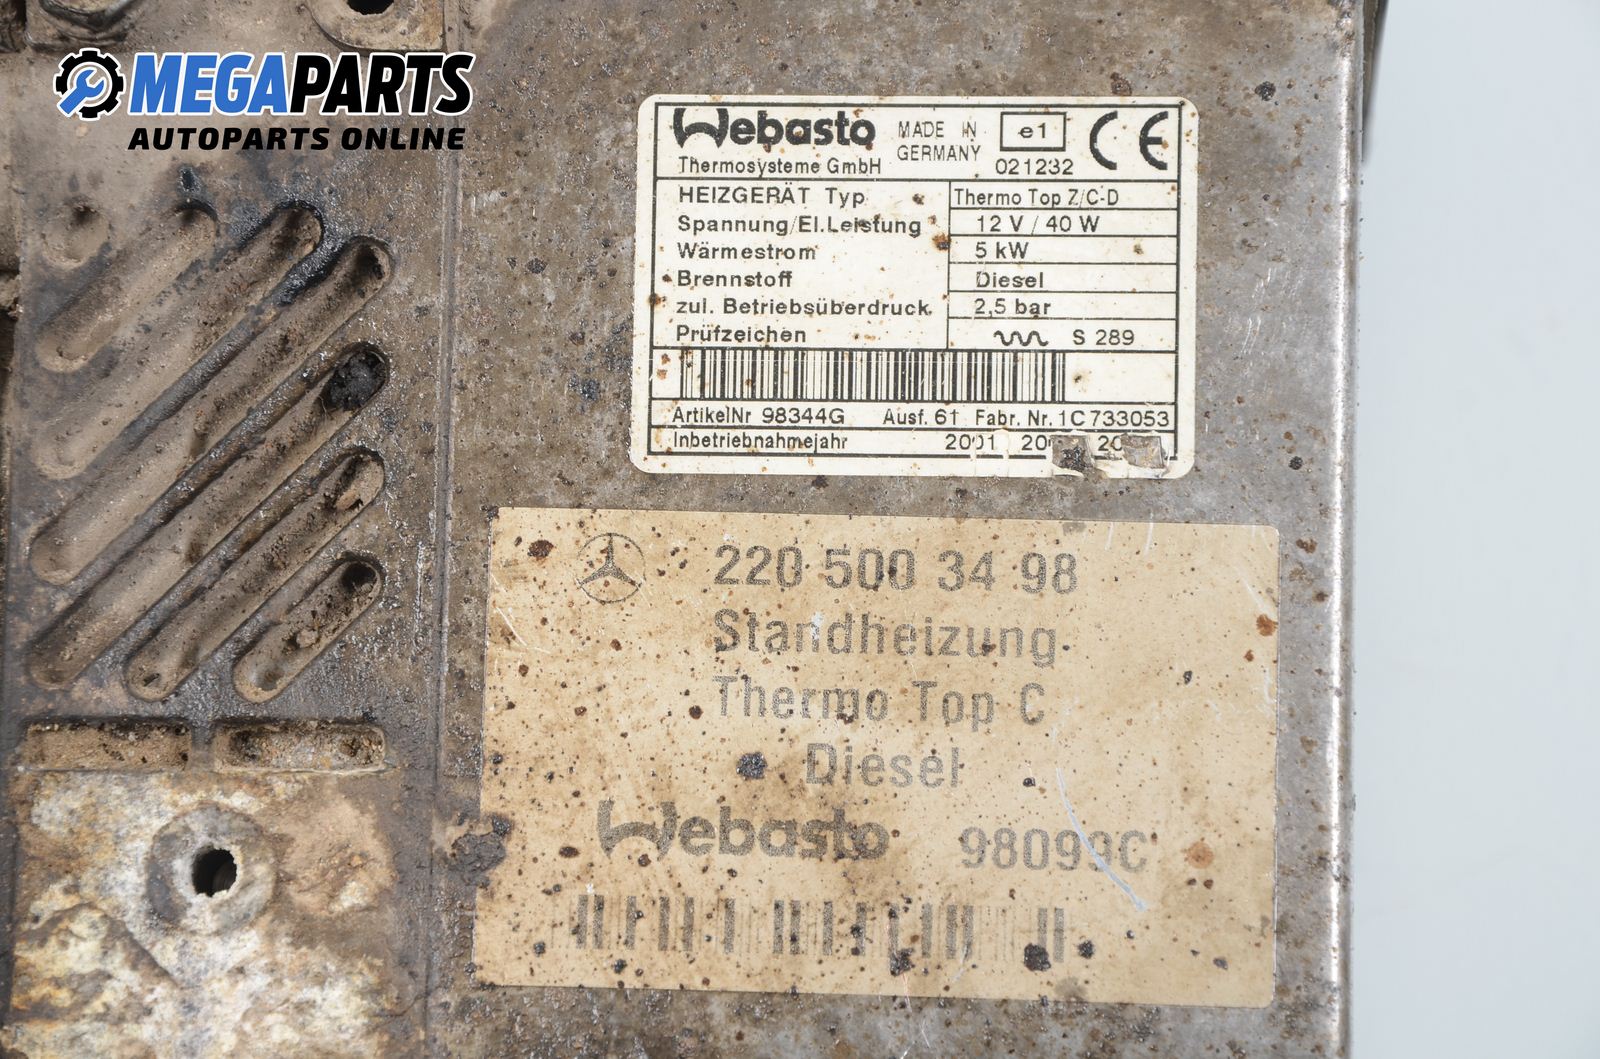 MEGAPARTS
AUTOPARTS ONLINE
Webasto MADE IN GERMANY e1 CE
Thermosysteme GmbH 021232
HEIZGERÄT Typ Thermo Top Z/C-D
Spannung/El.Leistung 12 V / 40 W
Wärmestrom 5 kW
Brennstoff Diesel
zul. Betriebsüberdruck 2,5 bar
Prüfzeichen S 289
ArtikelNr 98344G Ausf. 61 Fabr. Nr. 1C733053
Inbetriebnahmejahr 2001
220 500 34 98
Standheizung
Thermo Top C
Diesel
Webasto 98099C